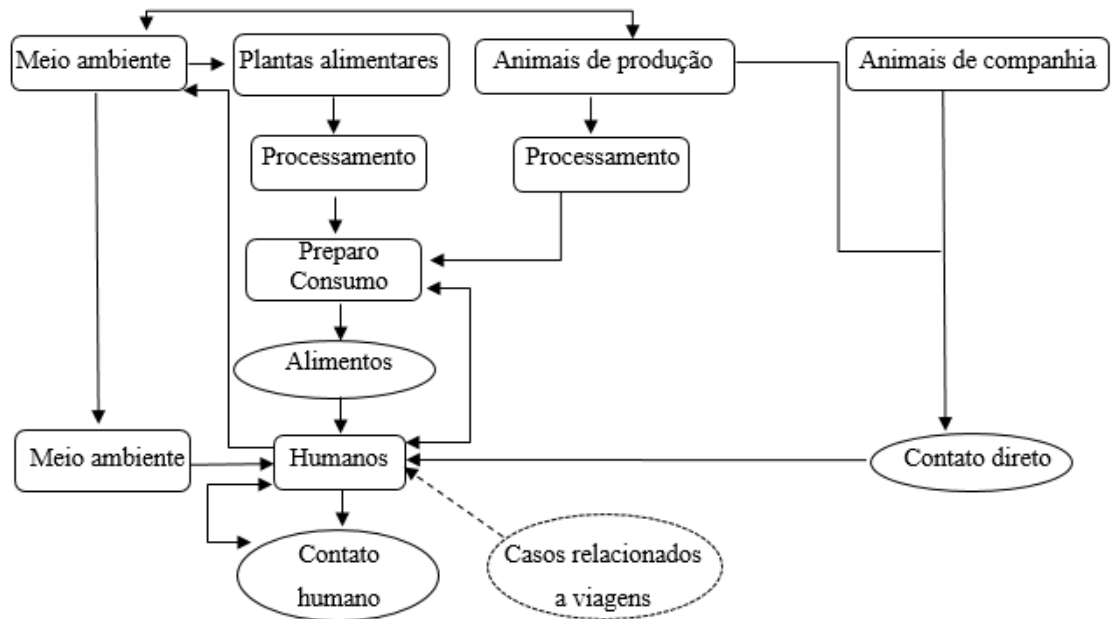 Meio ambiente
Plantas alimentares
Animais de produção
Animais de companhia
Processamento
Processamento
Preparo
Consumo
Alimentos
Meio ambiente
Humanos
Contato direto
Contato
humano
Casos relacionados
a viagens